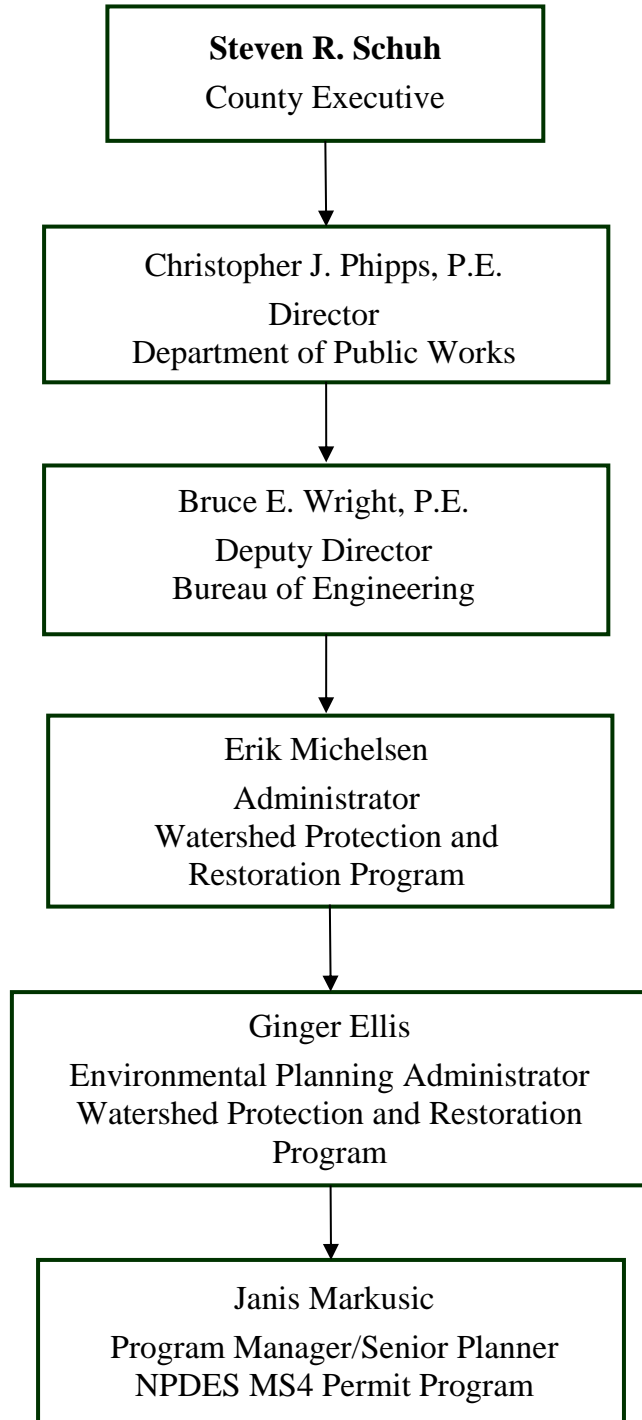 Steven R. Schuh
County Executive
Christopher J. Phipps, P.E.
Director
Department of Public Works
Bruce E. Wright, P.E.
Deputy Director
Bureau of Engineering
Erik Michelsen
Administrator
Watershed Protection and
Restoration Program
Ginger Ellis
Environmental Planning Administrator
Watershed Protection and Restoration
Program
Janis Markusic
Program Manager/Senior Planner
NPDES MS4 Permit Program